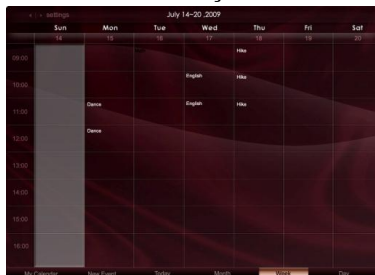 settings July 14-20 ,2009
Sun Mon Tue Wed Thu Fri Sat
14 15 16 17 18 19 20
09:00 Hike
10:00 English Hike
11:00 Dance English Hike
12:00 Dance
13:00
14:00
15:00
16:00
My Calendar New Event Today Month Week Day